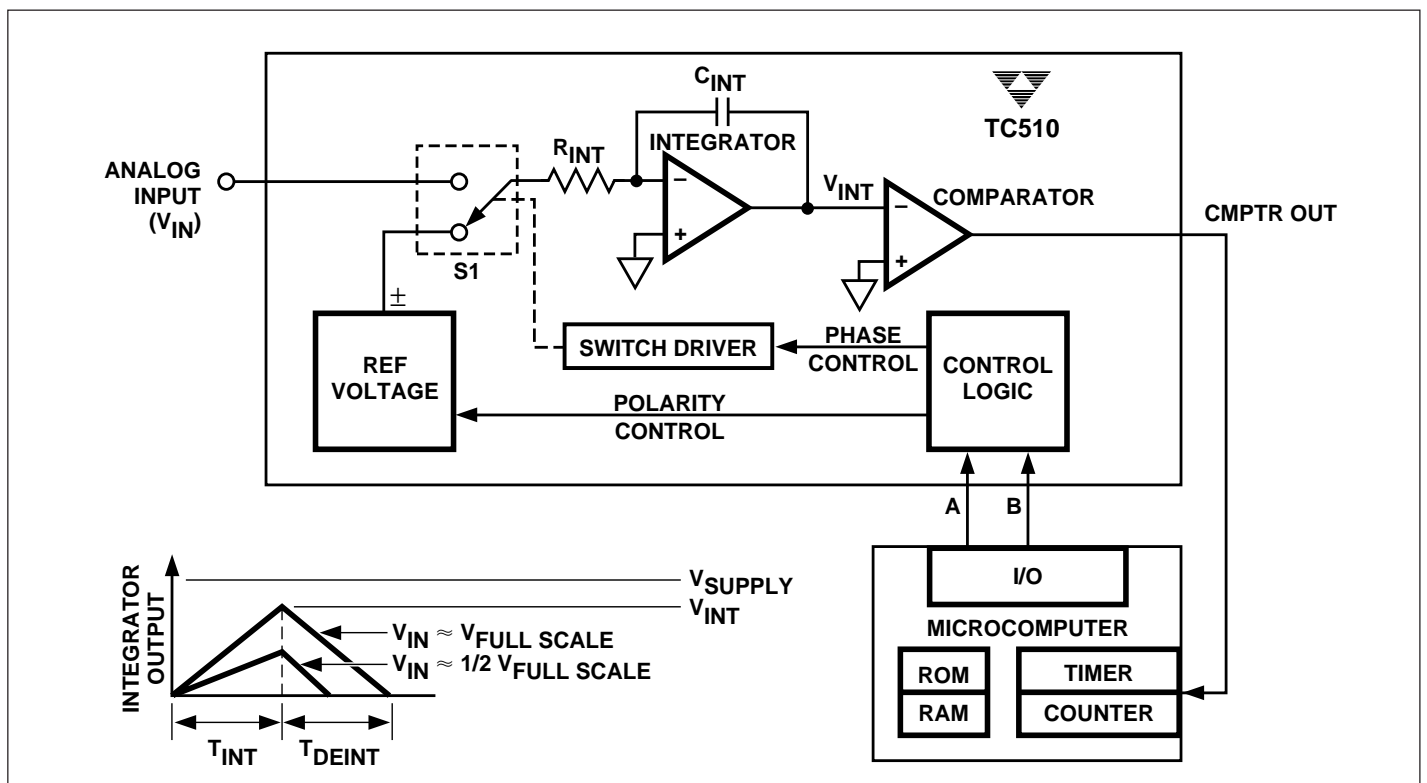 TC510
CINT
INTEGRATOR
RINT
ANALOG
INPUT
(VIN)
S1
−
+
VINT
−
+
COMPARATOR
CMPTR OUT
±
REF
VOLTAGE
SWITCH DRIVER
PHASE
CONTROL
CONTROL
LOGIC
POLARITY
CONTROL
A
B
I/O
MICROCOMPUTER
ROM
RAM
TIMER
COUNTER
INTEGRATOR
OUTPUT
VSUPPLY
VINT
VIN ≈ VFULL SCALE
VIN ≈ 1/2 VFULL SCALE
TINT
TDEINT